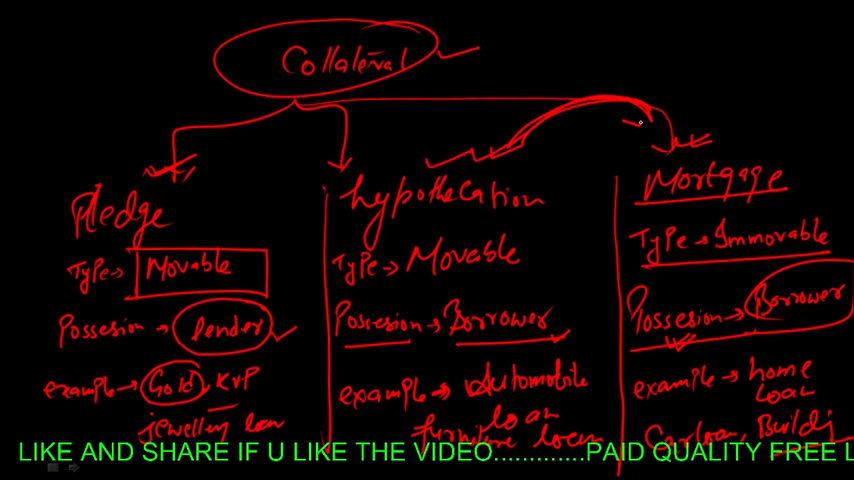 Collateral
Pledge
Type→ Movable
Possession → lender
example→ Gold, KVP
jewellery loan
hypothecation
Type→ Movable
Possesion→ Borrower
example→ Automobile
loan
furniture loan
Mortgage
Type→ Immovable
Possesion→ Borrower
example→ home
loan
LIKE AND SHARE IF U LIKE THE VIDEO.............PAID QUALITY FREE L